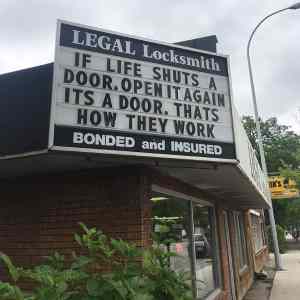 LEGAL Locksmith
IF LIFE SHUTS A
DOOR, OPEN IT AGAIN
ITS A DOOR. THATS
HOW THEY WORK
BONDED and INSURED